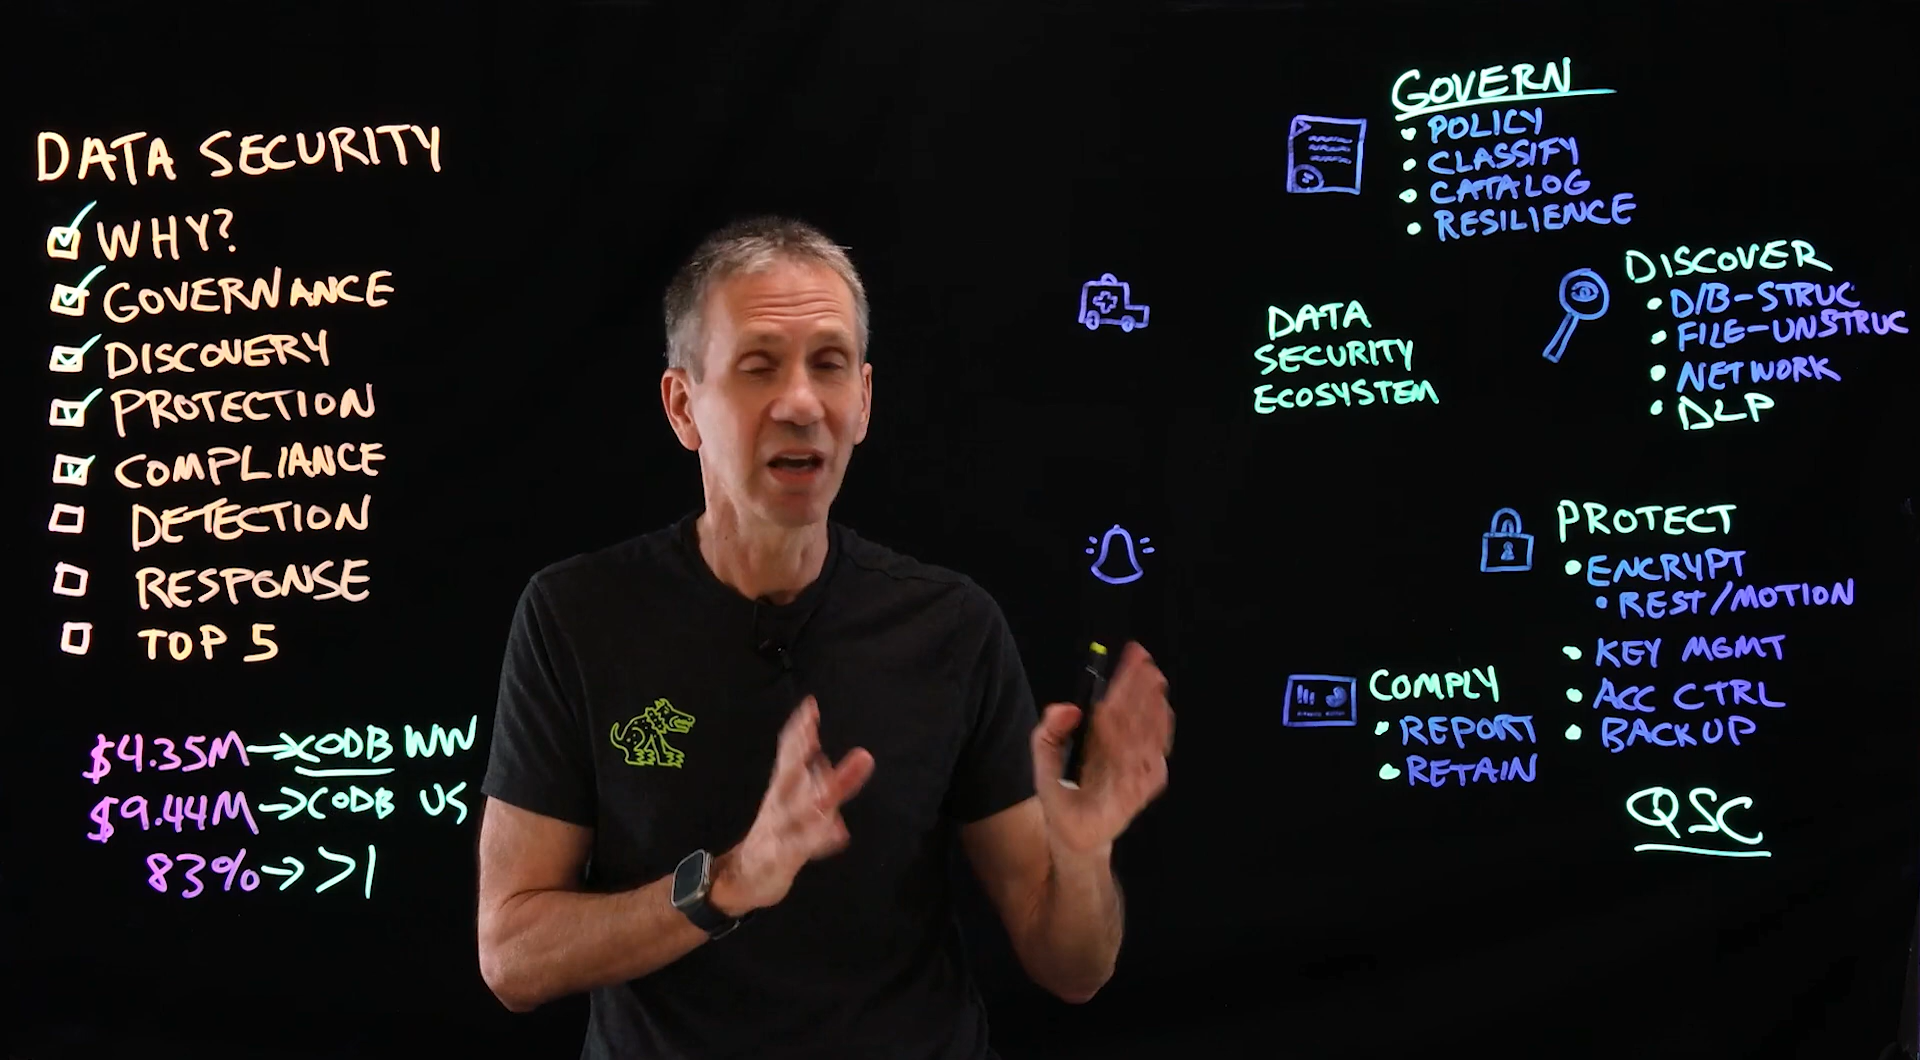 DATA SECURITY
WHY?
GOVERNANCE
DISCOVERY
PROTECTION
COMPLIANCE
DETECTION
RESPONSE
TOP 5
$4.35M→CODB WW
$9.44M→CODB US
83%→>1
DATA
SECURITY
ECOSYSTEM
GOVERN
• POLICY
• CLASSIFY
• CATALOG
• RESILIENCE
DISCOVER
• D/B-STRUC
• FILE-UNSTRUC
• NETWORK
• DLP
PROTECT
• ENCRYPT
• REST/MOTION
• KEY MGMT
• ACC CTRL
• BACKUP
QSC
COMPLY
• REPORT
• RETAIN